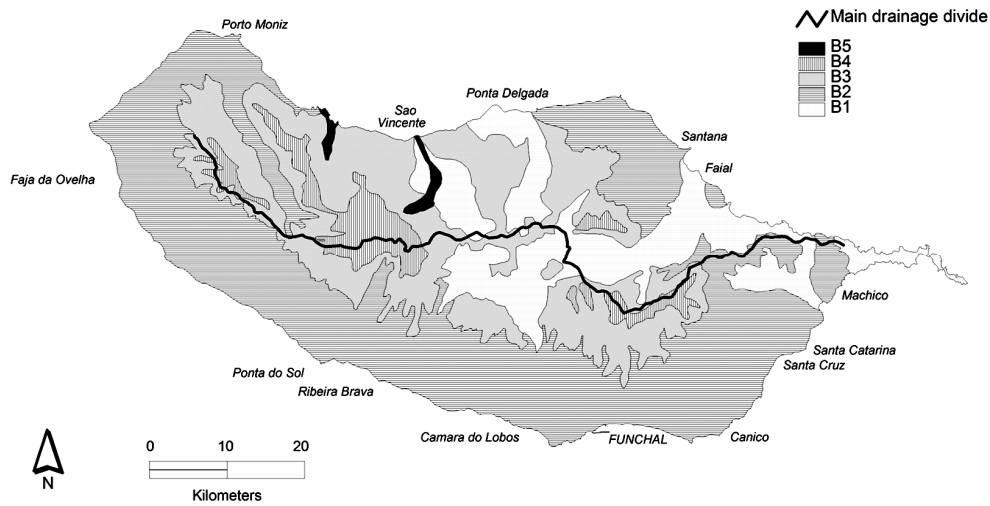 Porto Moniz
Main drainage divide
B5
B4
B3
B2
B1
Ponta Delgada
Sao
Vincente
Santana
Faial
Faja da Ovelha
Machico
Santa Catarina
Santa Cruz
Ponta do Sol
Ribeira Brava
Camara do Lobos
FUNCHAL
Canico
0 10 20
Kilometers
N